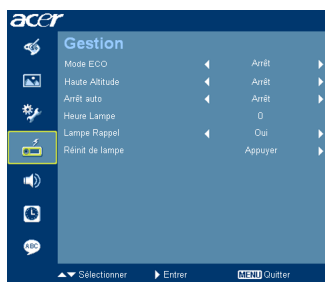 acer
Gestion
Mode ECO Arrêt
Haute Altitude Arrêt
Arrêt auto Arrêt
Heure Lampe 0
Lampe Rappel Oui
Réinit de lampe Appuyer
ABC
Sélectionner Entrer MENU Quitter